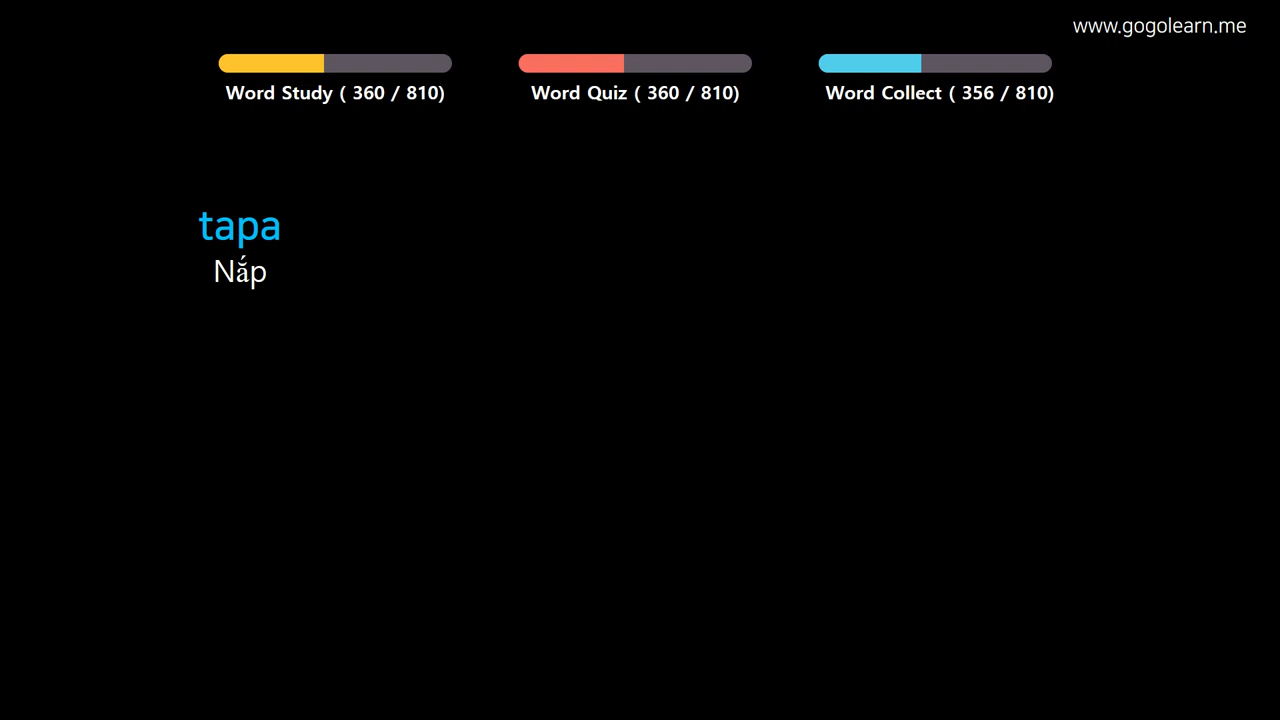 www.gogolearn.me
Word Study ( 360 / 810)
Word Quiz ( 360 / 810)
Word Collect ( 356 / 810)
tapa
Nắp